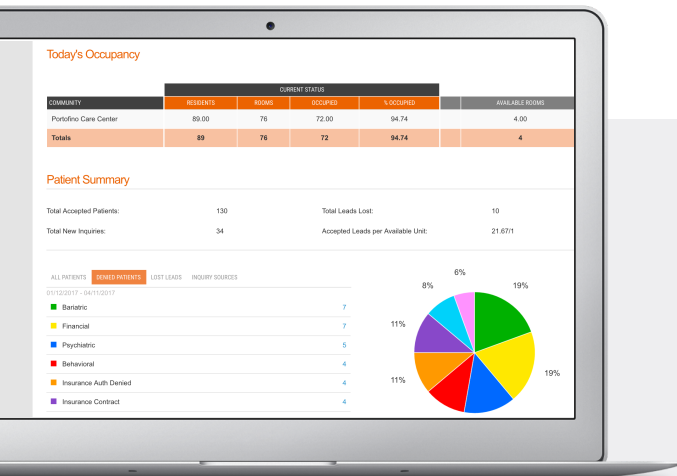 Today's Occupancy
CURRENT STATUS
COMMUNITY RESIDENTS ROOMS OCCUPIED % OCCUPIED AVAILABLE ROOMS
Portofino Care Center 89.00 76 72.00 94.74 4.00
Totals 89 76 72 94.74 4
Patient Summary
Total Accepted Patients: 130 Total Leads Lost: 10
Total New Inquiries: 34 Accepted Leads per Available Unit: 21.67/1
ALL PATIENTS DENIED PATIENTS LOST LEADS INQUIRY SOURCES
01/12/2017 - 04/11/2017
Bariatric 7
Financial 7
Psychiatric 5
Behavioral 4
Insurance Auth Denied 4
Insurance Contract 4
6%
8% 19%
11%
11% 19%